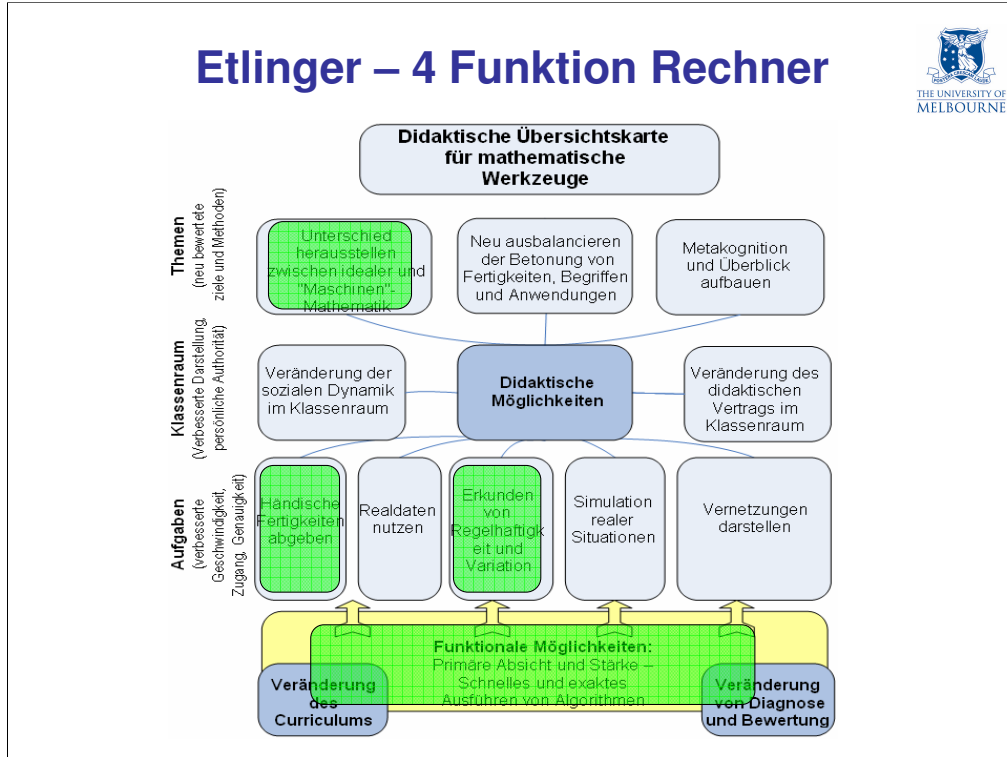 Etlinger – 4 Funktion Rechner
THE UNIVERSITY OF
MELBOURNE
Didaktische Übersichtskarte
für mathematische
Werkzeuge
Themen
(neu bewertete
ziele und Methoden)
Unterschied
herausstellen
zwischen idealer und
"Maschinen"-
Mathematik
Neu ausbalancieren
der Betonung von
Fertigkeiten, Begriffen
und Anwendungen
Metakognition
und Überblick
aufbauen
Klassenraum
(Verbesserte Darstellung,
persönliche Authorität)
Veränderung der
sozialen Dynamik
im Klassenraum
Didaktische
Möglichkeiten
Veränderung des
didaktischen
Vertrags im
Klassenraum
Aufgaben
(verbesserte
Geschwindigkeit,
Zugang, Genauigkeit)
Händische
Fertigkeiten
abgeben
Realdaten
nutzen
Erkunden
von
Regelhaftigk
eit und
Variation
Simulation
realer
Situationen
Vernetzungen
darstellen
Funktionale Möglichkeiten:
Primäre Absicht und Stärke –
Schnelles und exaktes
Ausführen von Algorithmen
Veränderung
des
Curriculums
Veränderung
von Diagnose
und Bewertung